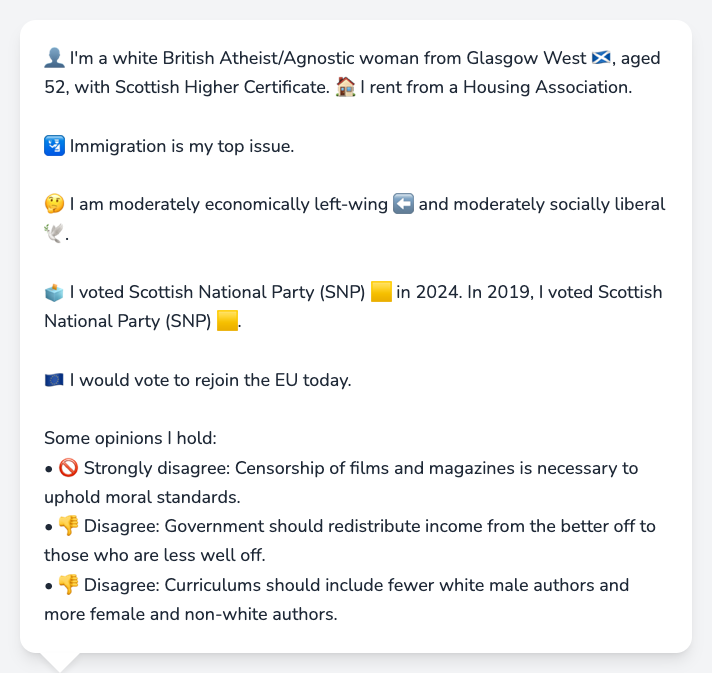 👤 I'm a white British Atheist/Agnostic woman from Glasgow West 🏴󠁧󠁢󠁳󠁣󠁴󠁿, aged
52, with Scottish Higher Certificate. 🏠 I rent from a Housing Association.
🛂 Immigration is my top issue.
🤔 I am moderately economically left-wing ⬅️ and moderately socially liberal
🕊️.
🗳️ I voted Scottish National Party (SNP) 🟨 in 2024. In 2019, I voted Scottish
National Party (SNP) 🟨.
🇪🇺 I would vote to rejoin the EU today.
Some opinions I hold:
• 🚫 Strongly disagree: Censorship of films and magazines is necessary to
uphold moral standards.
• 👎 Disagree: Government should redistribute income from the better off to
those who are less well off.
• 👎 Disagree: Curriculums should include fewer white male authors and
more female and non-white authors.